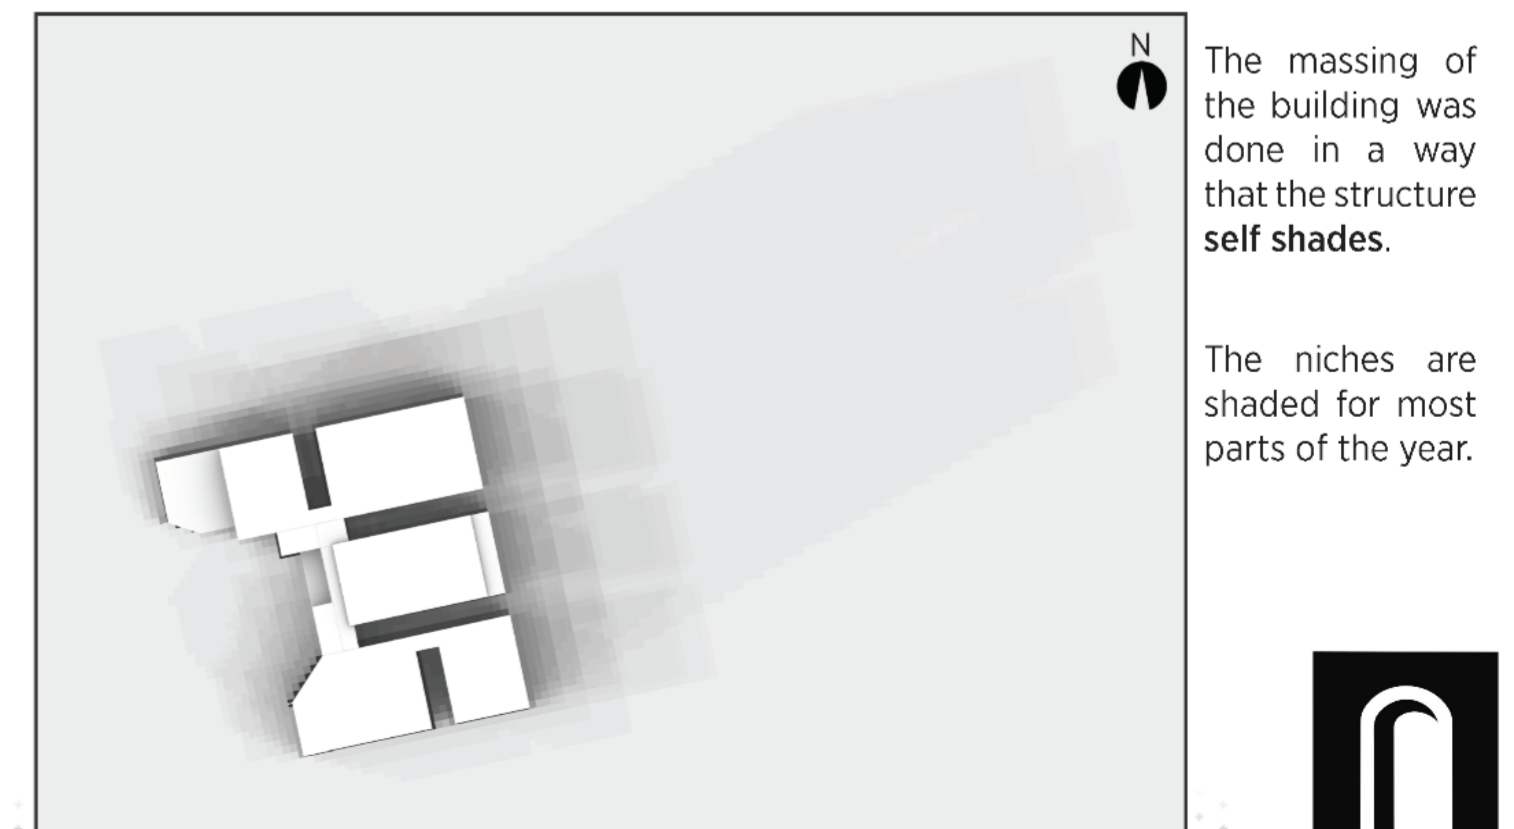 N
The massing of
the building was
done in a way
that the structure
self shades.
The niches are
shaded for most
parts of the year.